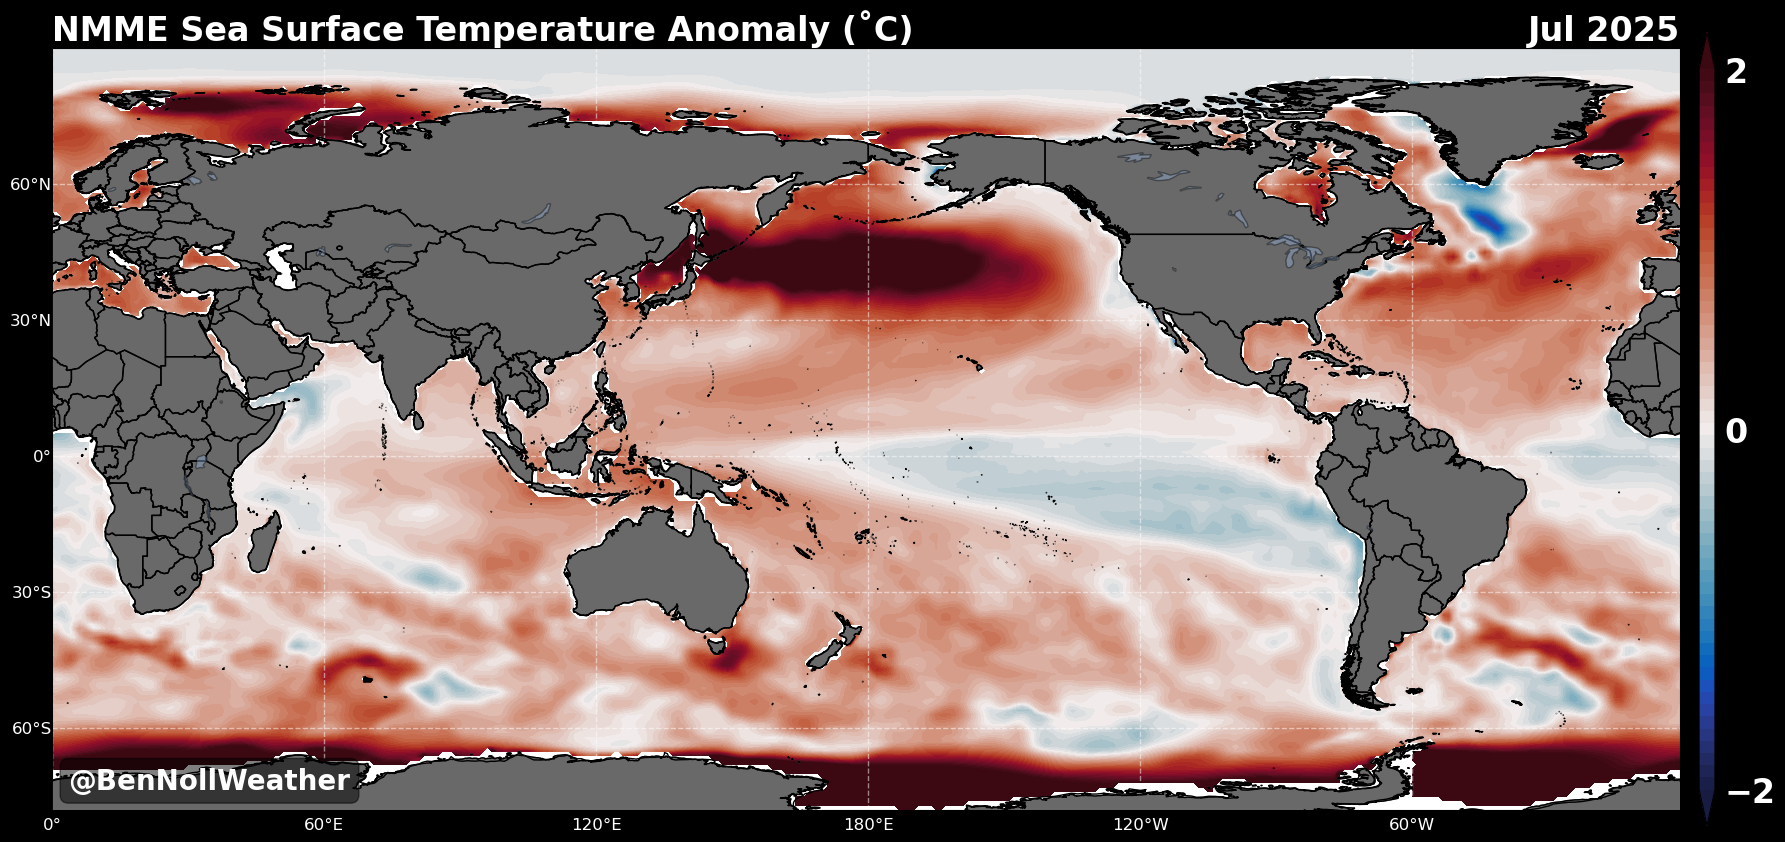 NMME Sea Surface Temperature Anomaly (°C)
Jul 2025
2
0
−2
60°N
30°N
0°
30°S
60°S
@BenNollWeather
0°
60°E
120°E
180°E
120°W
60°W